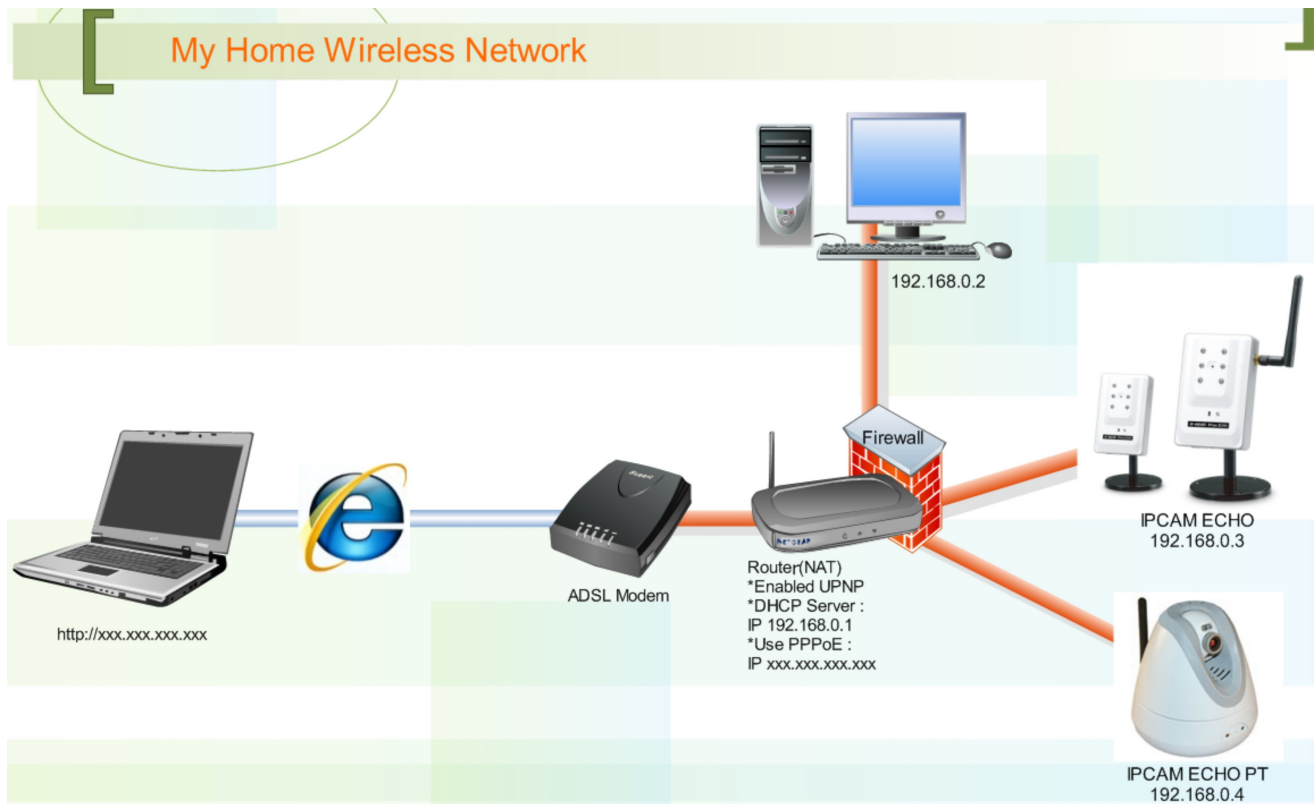 My Home Wireless Network
192.168.0.2
Firewall
IPCAM ECHO
192.168.0.3
http://xxx.xxx.xxx.xxx
ADSL Modem
NETGEAR
Router(NAT)
*Enabled UPNP
*DHCP Server :
IP 192.168.0.1
*Use PPPoE :
IP xxx.xxx.xxx.xxx
IPCAM ECHO PT
192.168.0.4